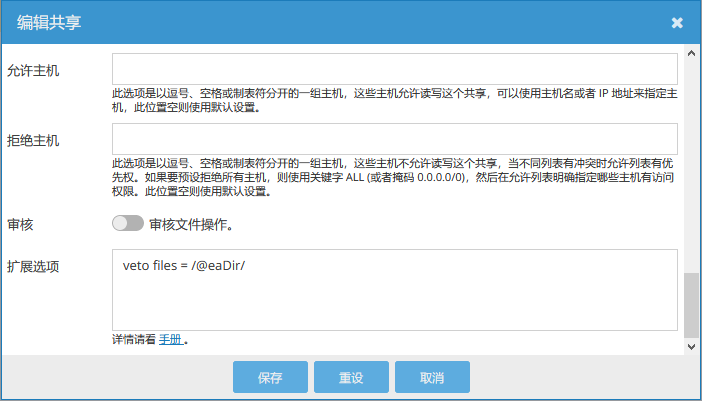 编辑共享
允许主机
此选项是以逗号、空格或制表符分开的一组主机，这些主机允许读写这个共享，可以使用主机名或者 IP 地址来指定主
机，此位置空则使用默认设置。
拒绝主机
此选项是以逗号、空格或制表符分开的一组主机，这些主机不允许读写这个共享，当不同列表有冲突时允许列表有优
先权。如果要预设拒绝所有主机，则使用关键字 ALL (或者掩码 0.0.0.0/0)，然后在允许列表明确指定哪些主机有访问
权限。此位置空则使用默认设置。
审核
审核文件操作。
扩展选项
veto files = /@eaDir/
详情请看 手册 。
保存
重设
取消